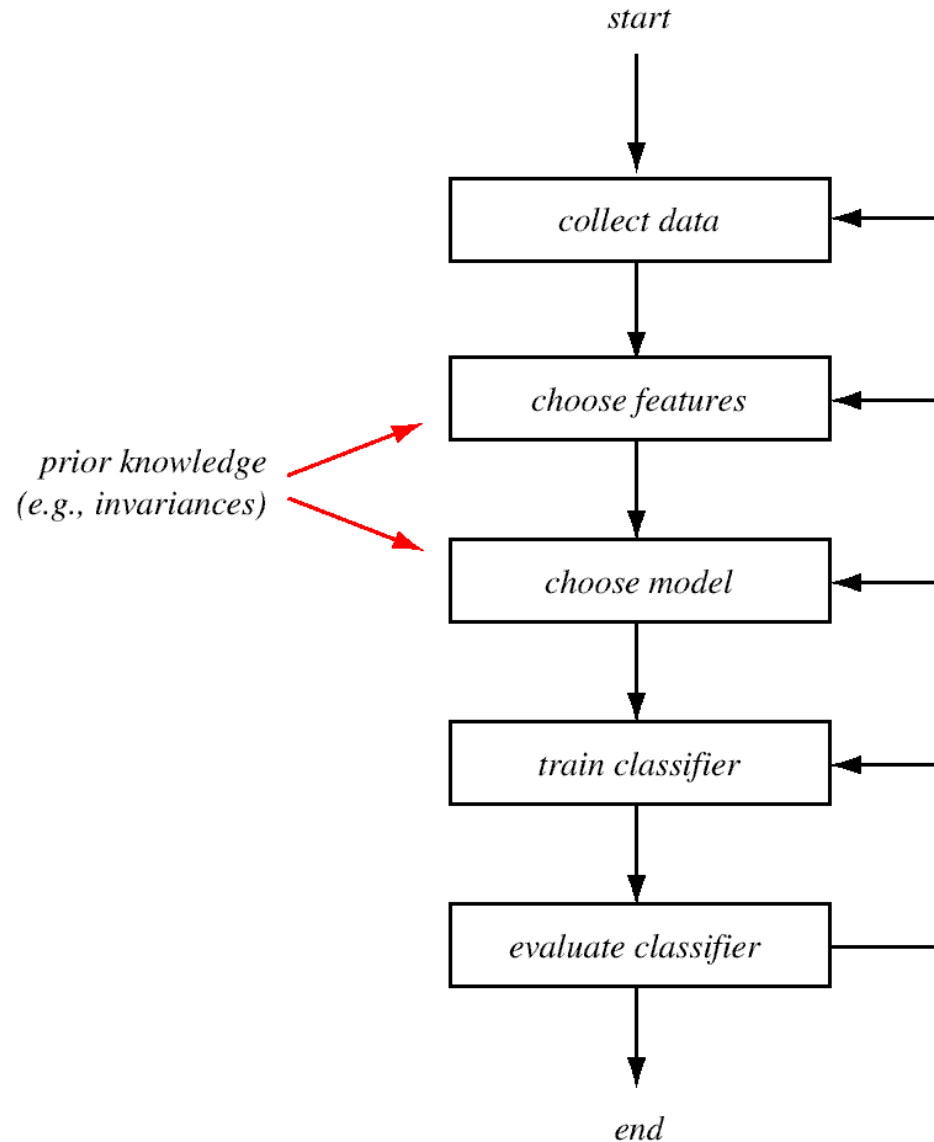 start
collect data
choose features
prior knowledge
(e.g., invariances)
choose model
train classifier
evaluate classifier
end